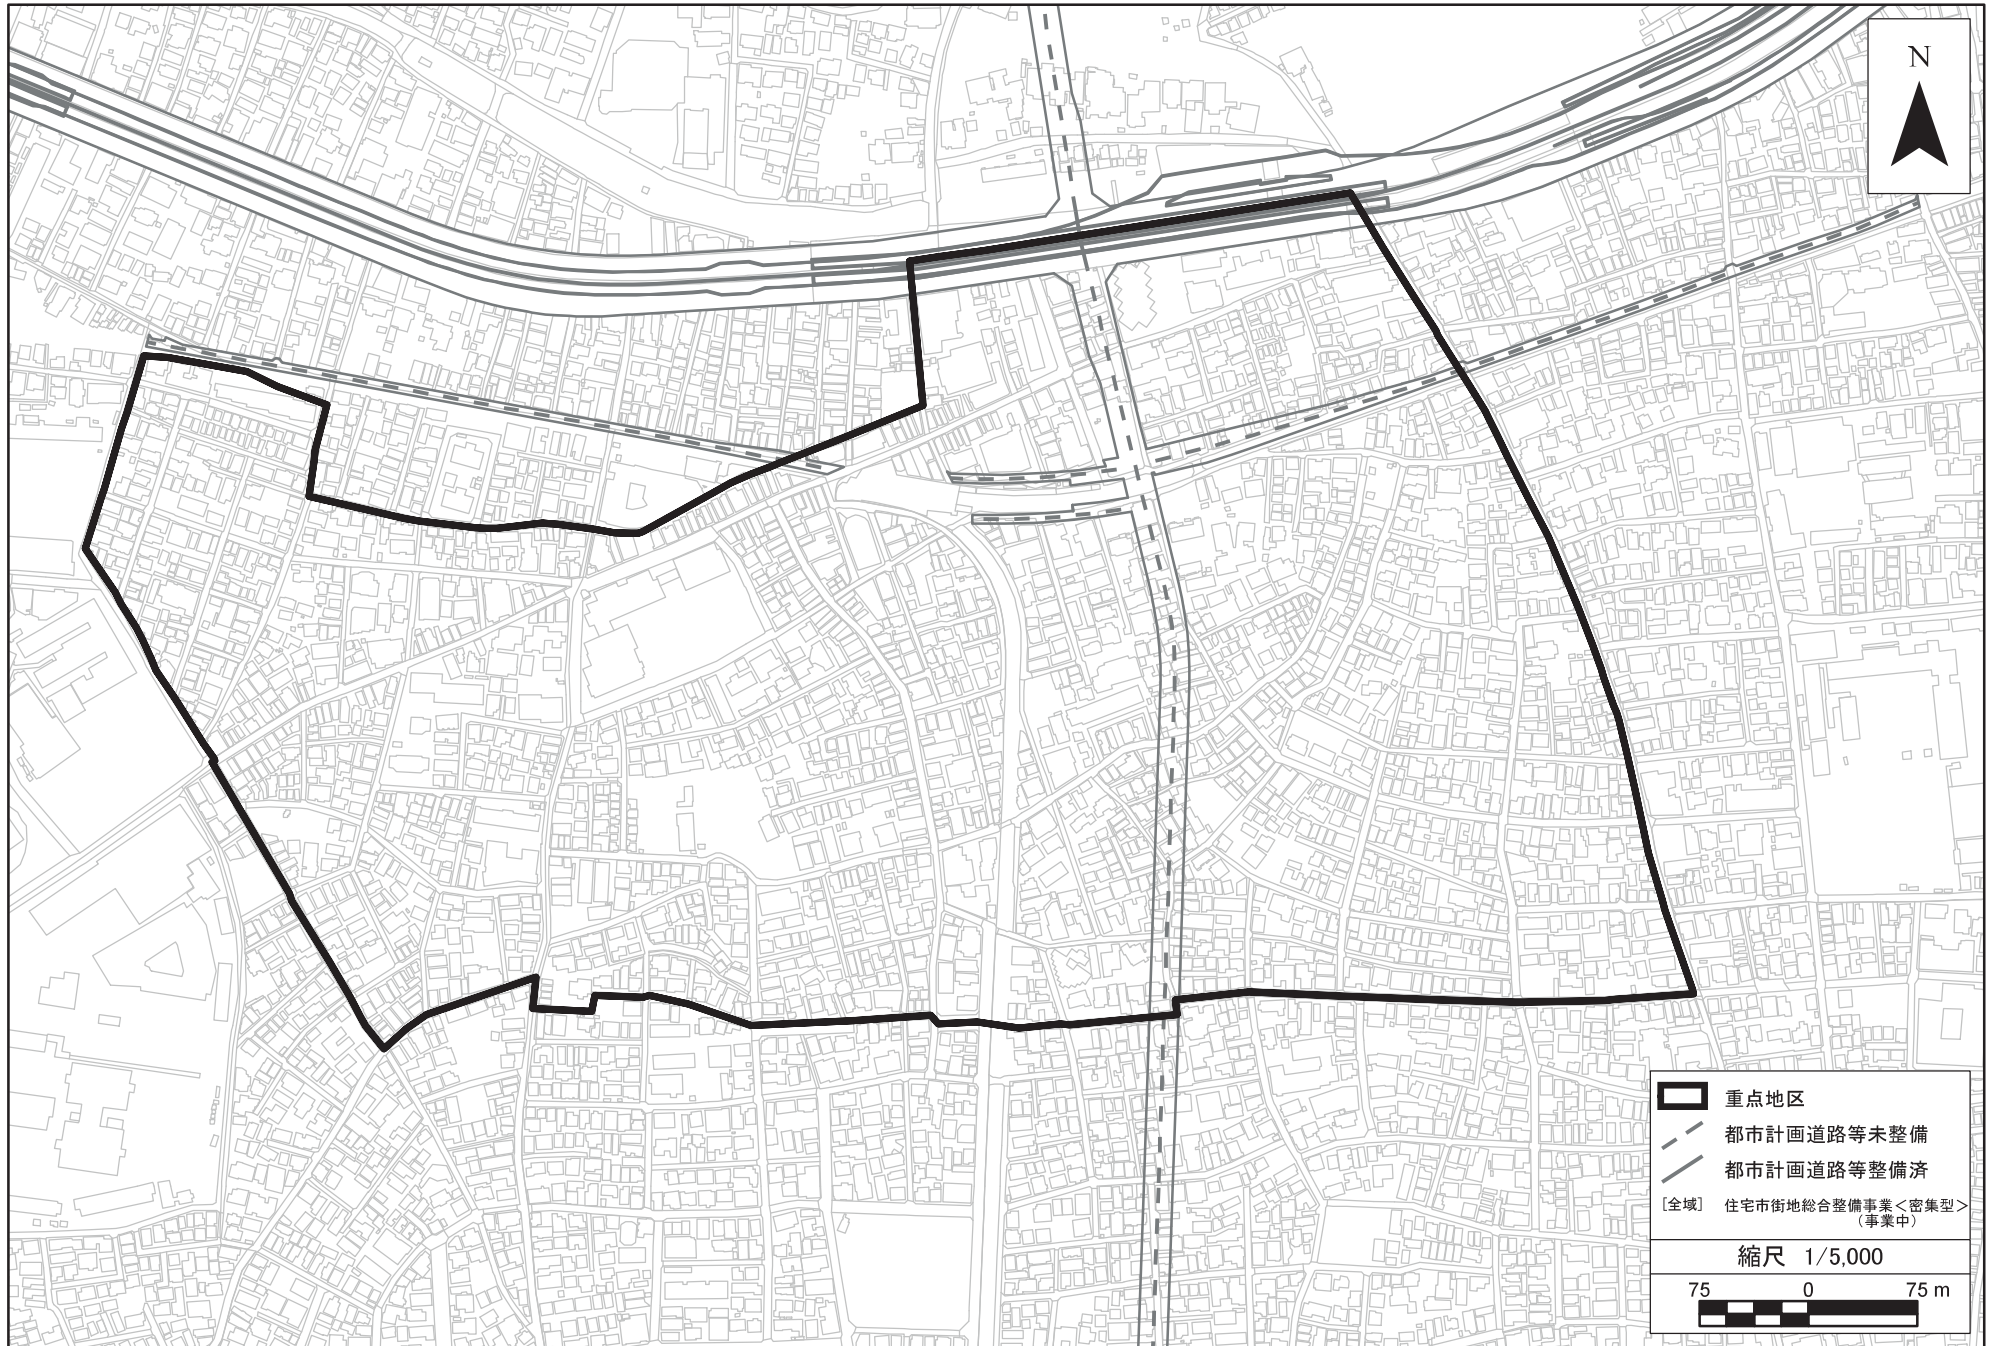 N
重点地区
都市計画道路等未整備
都市計画道路等整備済
[全域] 住宅市街地総合整備事業＜密集型＞
(事業中)
縮尺 1/5,000
75 0 75 m